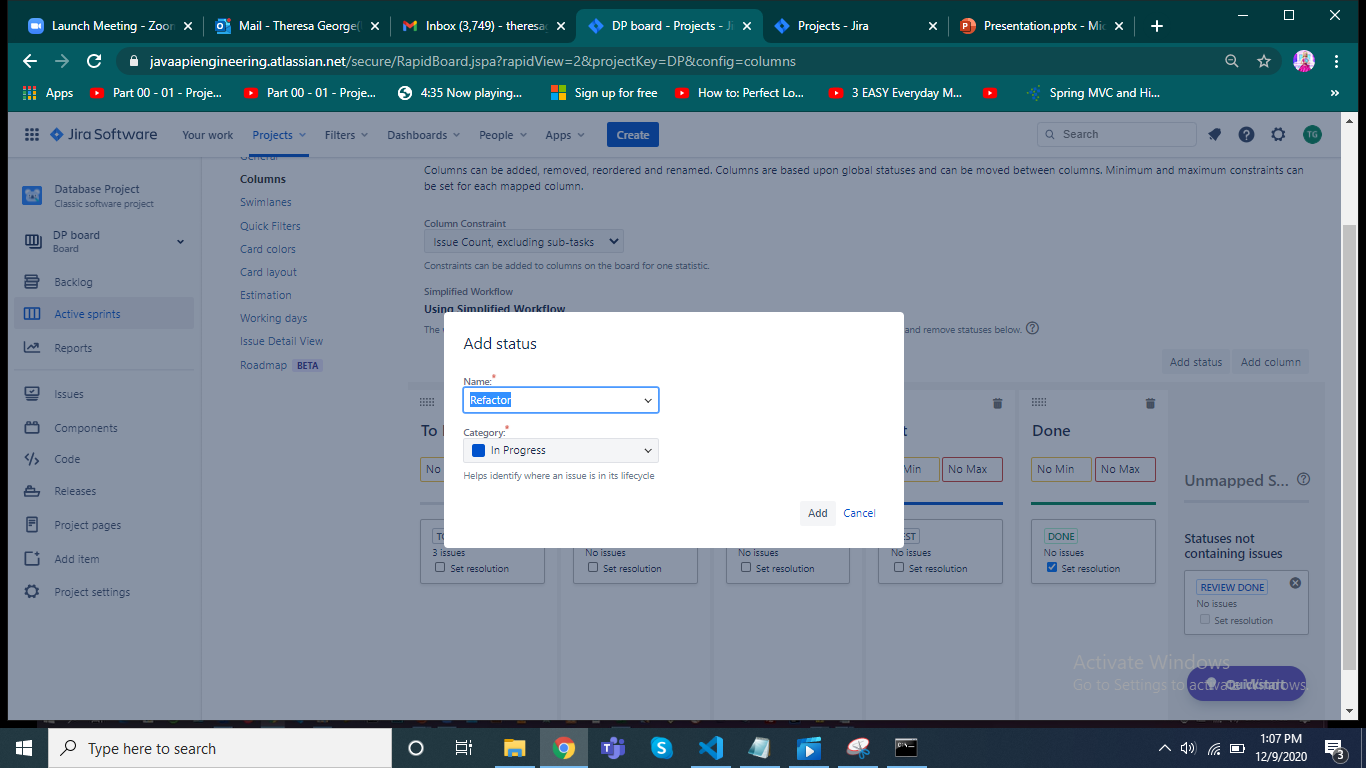 Launch Meeting - Zoom
Mail - Theresa George(
Inbox (3,749) - theresag
DP board - Projects - Ji
Projects - Jira
Presentation.pptx - Mic
javaapiengineering.atlassian.net/secure/RapidBoard.jspa?rapidView=2&projectKey=DP&config=columns
Apps
Part 00 - 01 - Proje...
Part 00 - 01 - Proje...
4:35 Now playing...
Sign up for free
How to: Perfect Lo...
3 EASY Everyday M...
Spring MVC and Hi...
»
Jira Software
Your work
Projects
Filters
Dashboards
People
Apps
Create
Search
TG
General
Columns
Swimlanes
Quick Filters
Card colors
Card layout
Estimation
Working days
Issue Detail View
Roadmap BETA
Database Project
Classic software project
DP board
Board
Backlog
Active sprints
Reports
Issues
Components
Code
Releases
Project pages
Add item
Project settings
Columns can be added, removed, reordered and renamed. Columns are based upon global statuses and can be moved between columns. Minimum and maximum constraints can
be set for each mapped column.
Column Constraint
Issue Count, excluding sub-tasks
Constraints can be added to columns on the board for one statistic.
Simplified Workflow
Using Simplified Workflow
and remove statuses below.
Add status
Add column
Add status
Name:*
Refactor
Category:*
In Progress
Helps identify where an issue is in its lifecycle
Add
Cancel
No
3 issues
Set resolution
No issues
Set resolution
No issues
Set resolution
Min
No Max
No issues
Set resolution
Done
No Min
No Max
DONE
No issues
Set resolution
Unmapped S...
Statuses not
containing issues
REVIEW DONE
No issues
Set resolution
Activate Windows
Go to Settings to activate Windows.
Quickstart
Type here to search
1:07 PM
12/9/2020
3